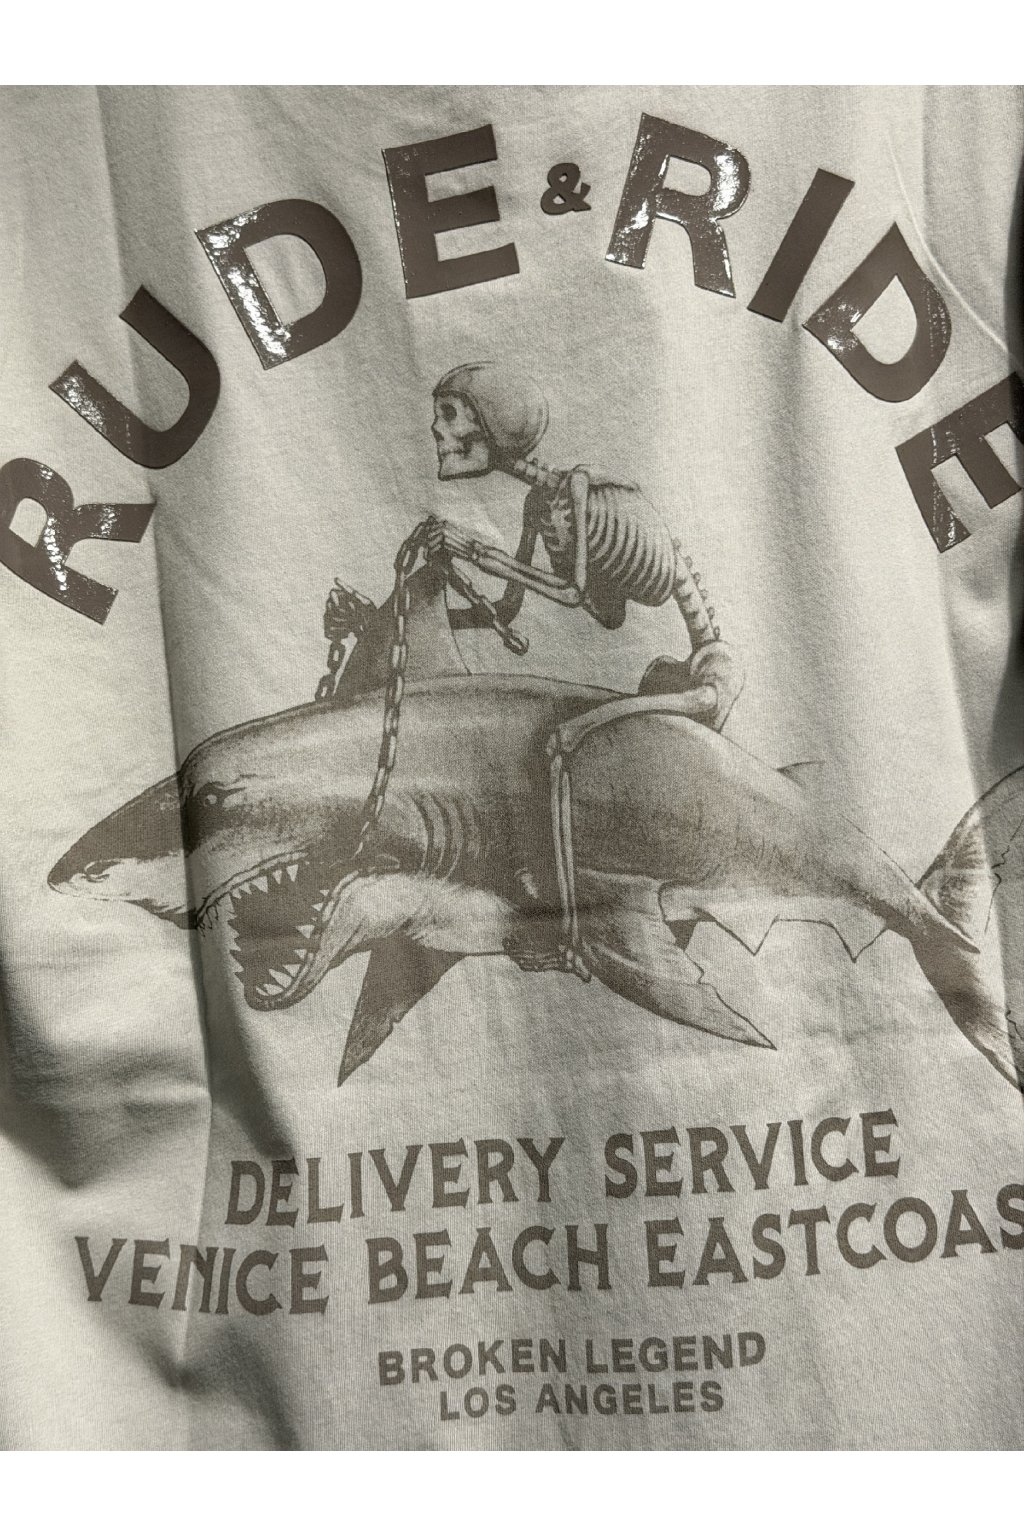 RUDE & RIDE
DELIVERY SERVICE
VENICE BEACH EASTCOAS
BROKEN LEGEND
LOS ANGELES